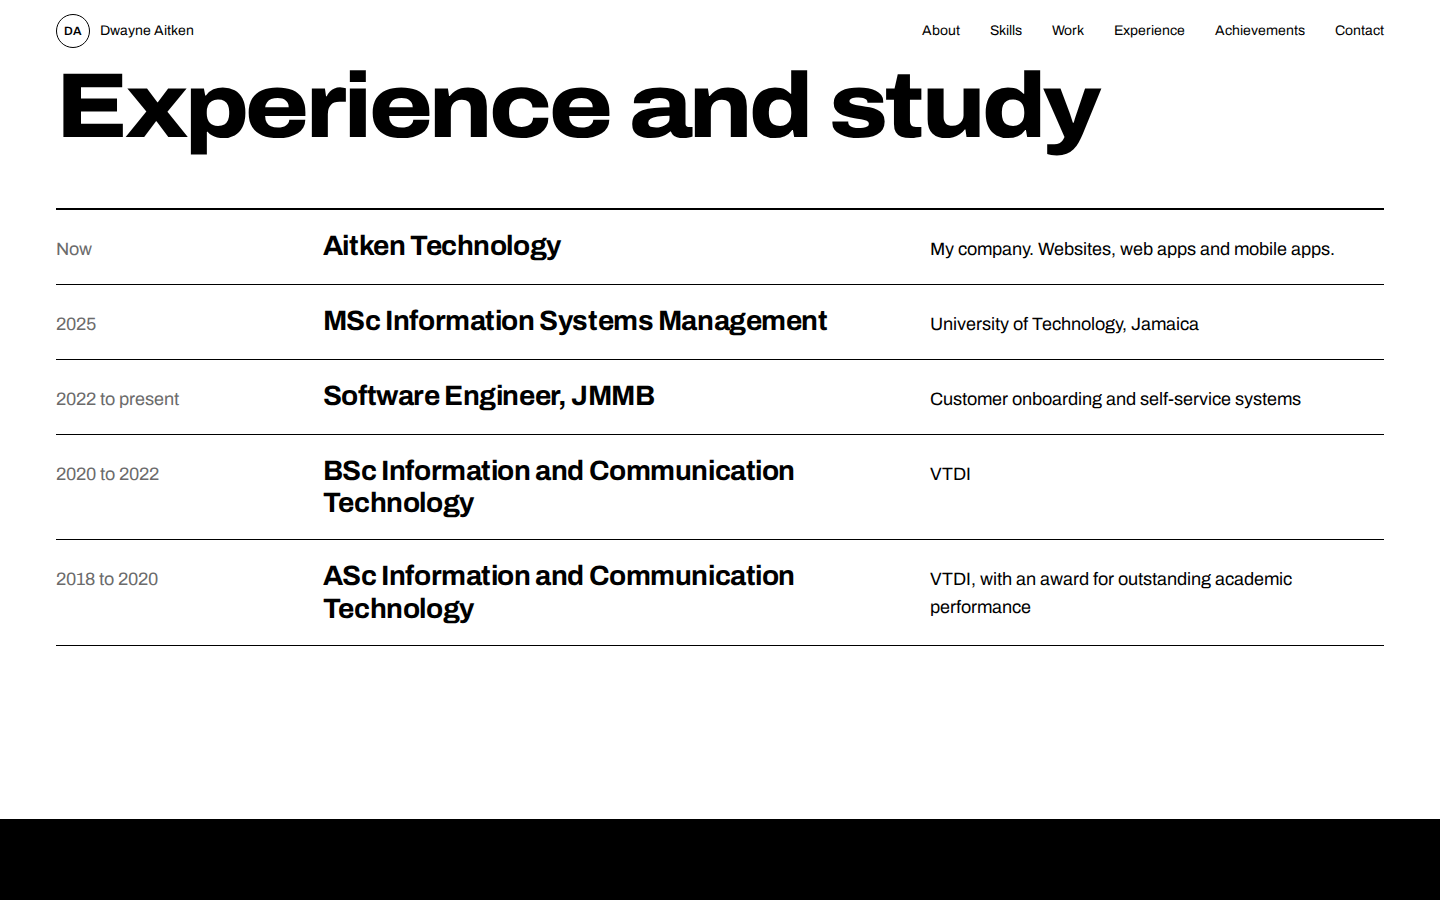 DA
Dwayne Aitken
About
Skills
Work
Experience
Achievements
Contact
Experience and study
Now
Aitken Technology
My company. Websites, web apps and mobile apps.
2025
MSc Information Systems Management
University of Technology, Jamaica
2022 to present
Software Engineer, JMMB
Customer onboarding and self-service systems
2020 to 2022
BSc Information and Communication
Technology
VTDI
2018 to 2020
ASc Information and Communication
Technology
VTDI, with an award for outstanding academic
performance